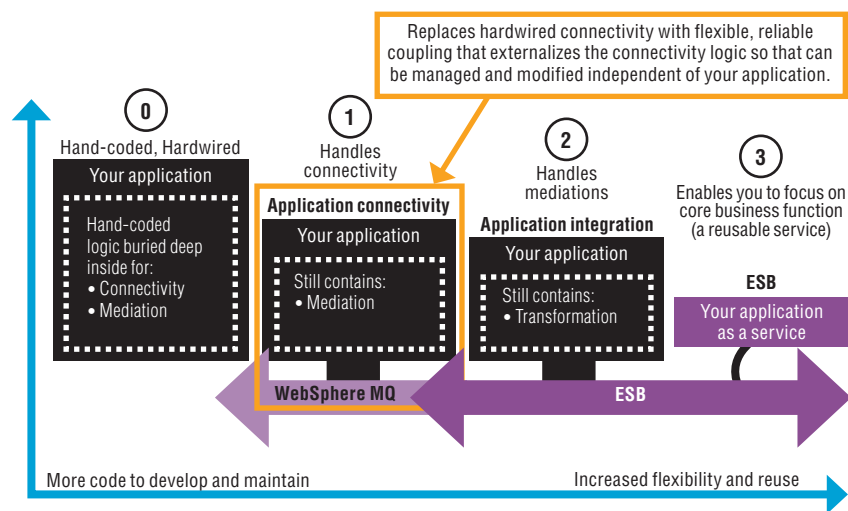 Replaces hardwired connectivity with flexible, reliable
coupling that externalizes the connectivity logic so that can
be managed and modified independent of your application.
0
Hand-coded, Hardwired
Your application
Hand-coded
logic buried deep
inside for:
• Connectivity
• Mediation
1
Handles
connectivity
Application connectivity
Your application
Still contains:
• Mediation
WebSphere MQ
2
Handles
mediations
Application integration
Your application
Still contains:
• Transformation
ESB
3
Enables you to focus on
core business function
(a reusable service)
ESB
Your application
as a service
More code to develop and maintain
Increased flexibility and reuse